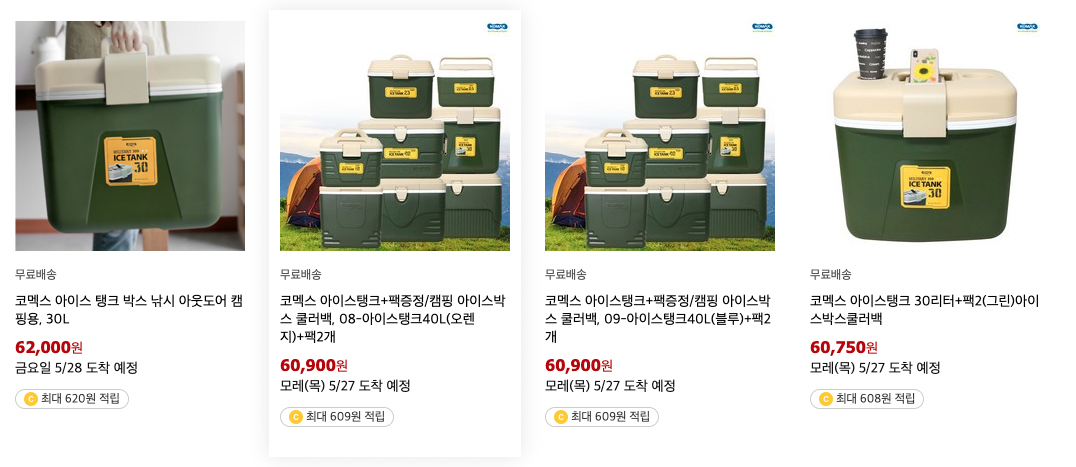 ICE TANK
30
KOMAX
ICE TANK
KOMAX
ICE TANK
KOMAX
ICE TANK
30
무료배송
코멕스 아이스 탱크 박스 낚시 아웃도어 캠
핑용, 30L
62,000원
금요일 5/28 도착 예정
C 최대 620원 적립
무료배송
코멕스 아이스탱크+팩증정/캠핑 아이스박
스 쿨러백, 08-아이스탱크40L(오렌
지)+팩2개
60,900원
모레(목) 5/27 도착 예정
C 최대 609원 적립
무료배송
코멕스 아이스탱크+팩증정/캠핑 아이스박
스 쿨러백, 09-아이스탱크40L(블루)+팩2
개
60,900원
모레(목) 5/27 도착 예정
C 최대 609원 적립
무료배송
코멕스 아이스탱크 30리터+팩2(그린)아이
스박스쿨러백
60,750원
모레(목) 5/27 도착 예정
C 최대 608원 적립